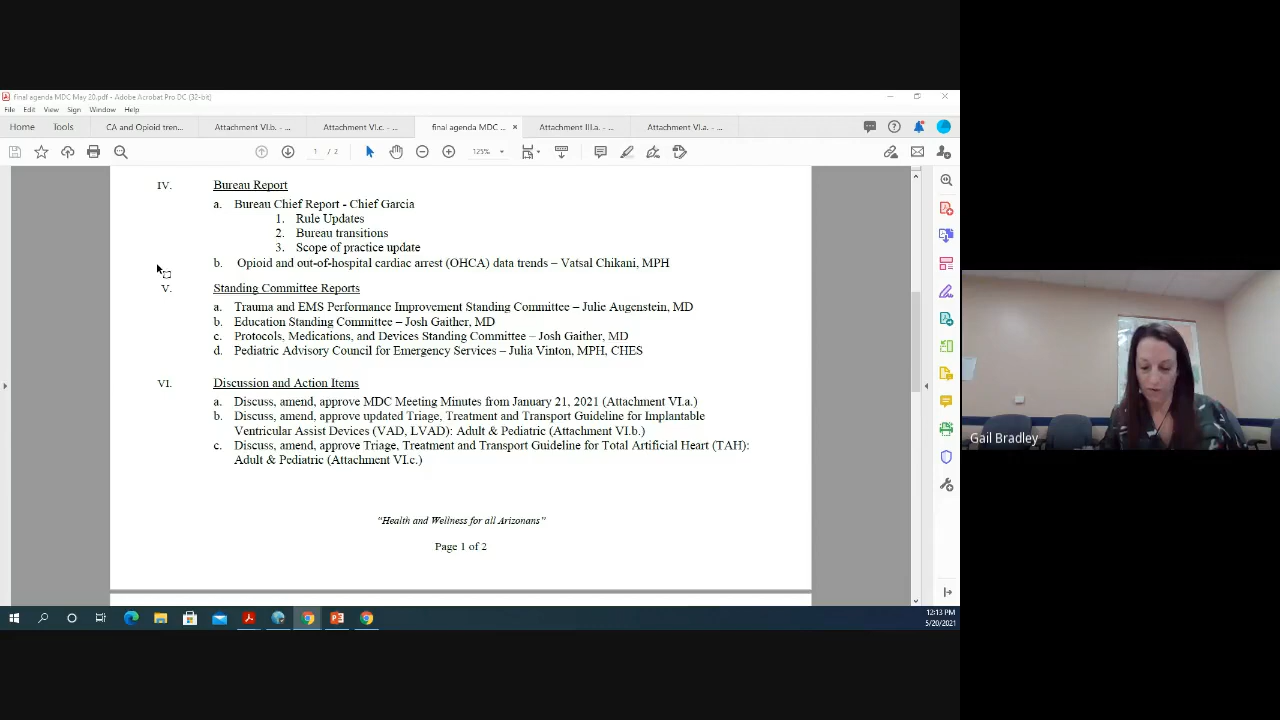 final agenda MDC May 20.pdf - Adobe Acrobat Pro DC (32-bit)
File Edit View Sign Window Help
Home Tools CA and Opioid tren... Attachment VI.b. - ... Attachment VI.c. - ... final agenda MDC ... × Attachment III.a. - ... Attachment VI.a. - ...
1 / 2 125%
IV. Bureau Report
a. Bureau Chief Report - Chief Garcia
1. Rule Updates
2. Bureau transitions
3. Scope of practice update
b. Opioid and out-of-hospital cardiac arrest (OHCA) data trends – Vatsal Chikani, MPH
V. Standing Committee Reports
a. Trauma and EMS Performance Improvement Standing Committee – Julie Augenstein, MD
b. Education Standing Committee – Josh Gaither, MD
c. Protocols, Medications, and Devices Standing Committee – Josh Gaither, MD
d. Pediatric Advisory Council for Emergency Services – Julia Vinton, MPH, CHES
VI. Discussion and Action Items
a. Discuss, amend, approve MDC Meeting Minutes from January 21, 2021 (Attachment VI.a.)
b. Discuss, amend, approve updated Triage, Treatment and Transport Guideline for Implantable
Ventricular Assist Devices (VAD, LVAD): Adult & Pediatric (Attachment VI.b.)
c. Discuss, amend, approve Triage, Treatment and Transport Guideline for Total Artificial Heart (TAH):
Adult & Pediatric (Attachment VI.c.)
"Health and Wellness for all Arizonans"
Page 1 of 2
Gail Bradley
12:13 PM
5/20/2021